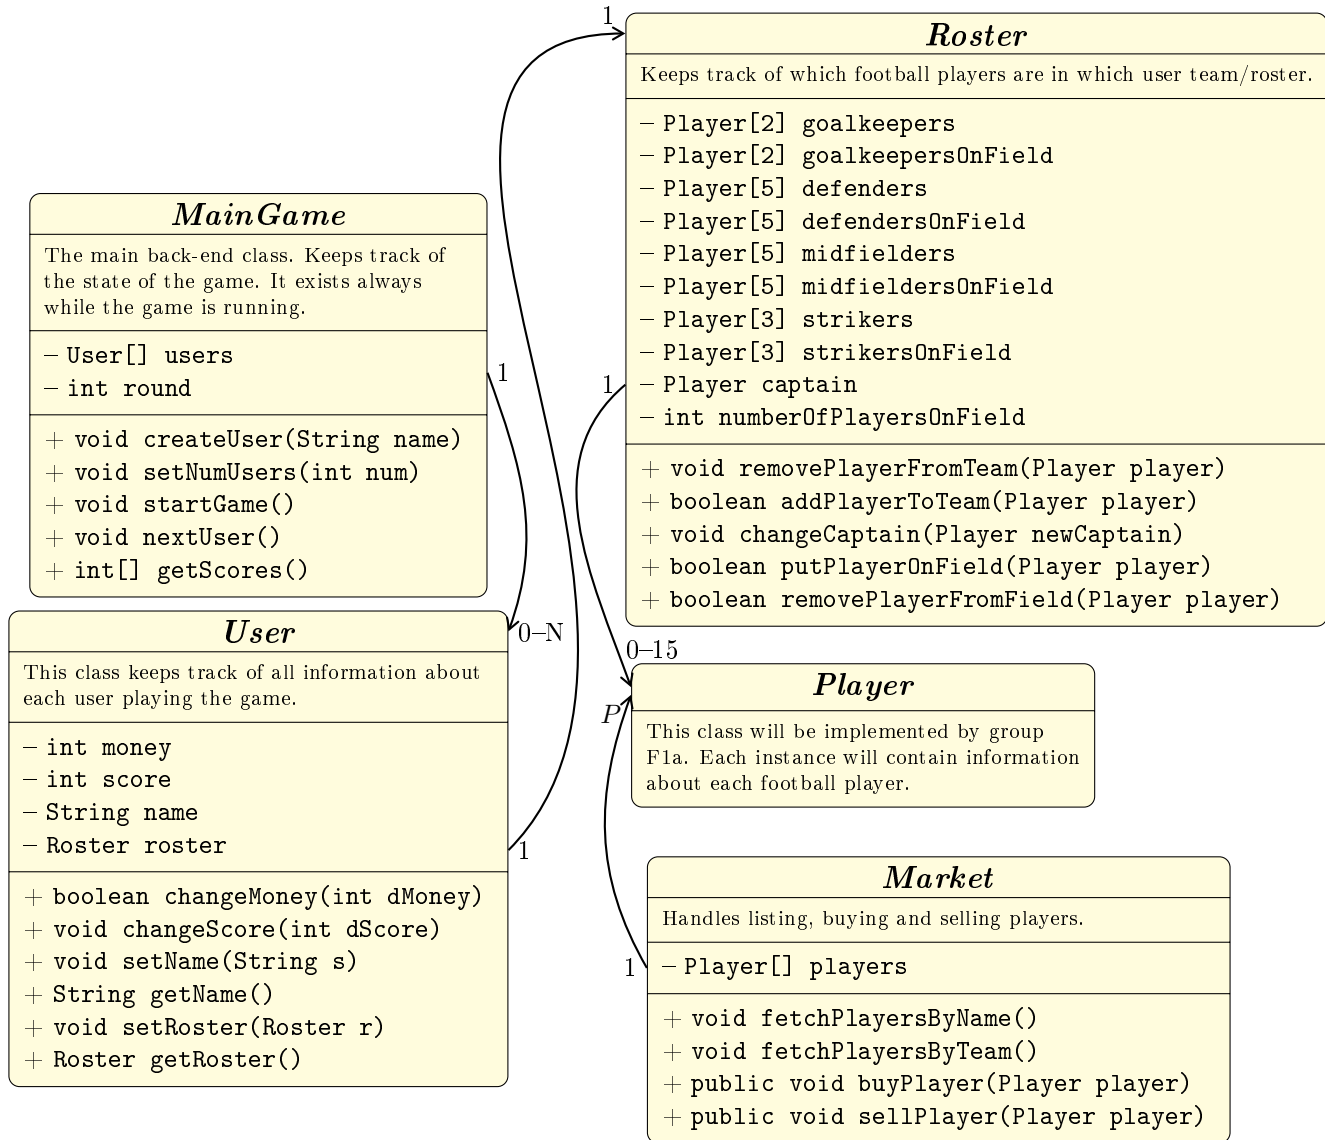 MainGame
The main back-end class. Keeps track of
the state of the game. It exists always
while the game is running.
– User[] users
– int round
+ void createUser(String name)
+ void setNumUsers(int num)
+ void startGame()
+ void nextUser()
+ int[] getScores()
1
0–N
User
This class keeps track of all information about
each user playing the game.
– int money
– int score
– String name
– Roster roster
+ boolean changeMoney(int dMoney)
+ void changeScore(int dScore)
+ void setName(String s)
+ String getName()
+ void setRoster(Roster r)
+ Roster getRoster()
1
1
Roster
Keeps track of which football players are in which user team/roster.
– Player[2] goalkeepers
– Player[2] goalkeepersOnField
– Player[5] defenders
– Player[5] defendersOnField
– Player[5] midfielders
– Player[5] midfieldersOnField
– Player[3] strikers
– Player[3] strikersOnField
– Player captain
– int numberOfPlayersOnField
+ void removePlayerFromTeam(Player player)
+ boolean addPlayerToTeam(Player player)
+ void changeCaptain(Player newCaptain)
+ boolean putPlayerOnField(Player player)
+ boolean removePlayerFromField(Player player)
1
0–15
Player
This class will be implemented by group
F1a. Each instance will contain information
about each football player.
P
1
Market
Handles listing, buying and selling players.
– Player[] players
+ void fetchPlayersByName()
+ void fetchPlayersByTeam()
+ public void buyPlayer(Player player)
+ public void sellPlayer(Player player)